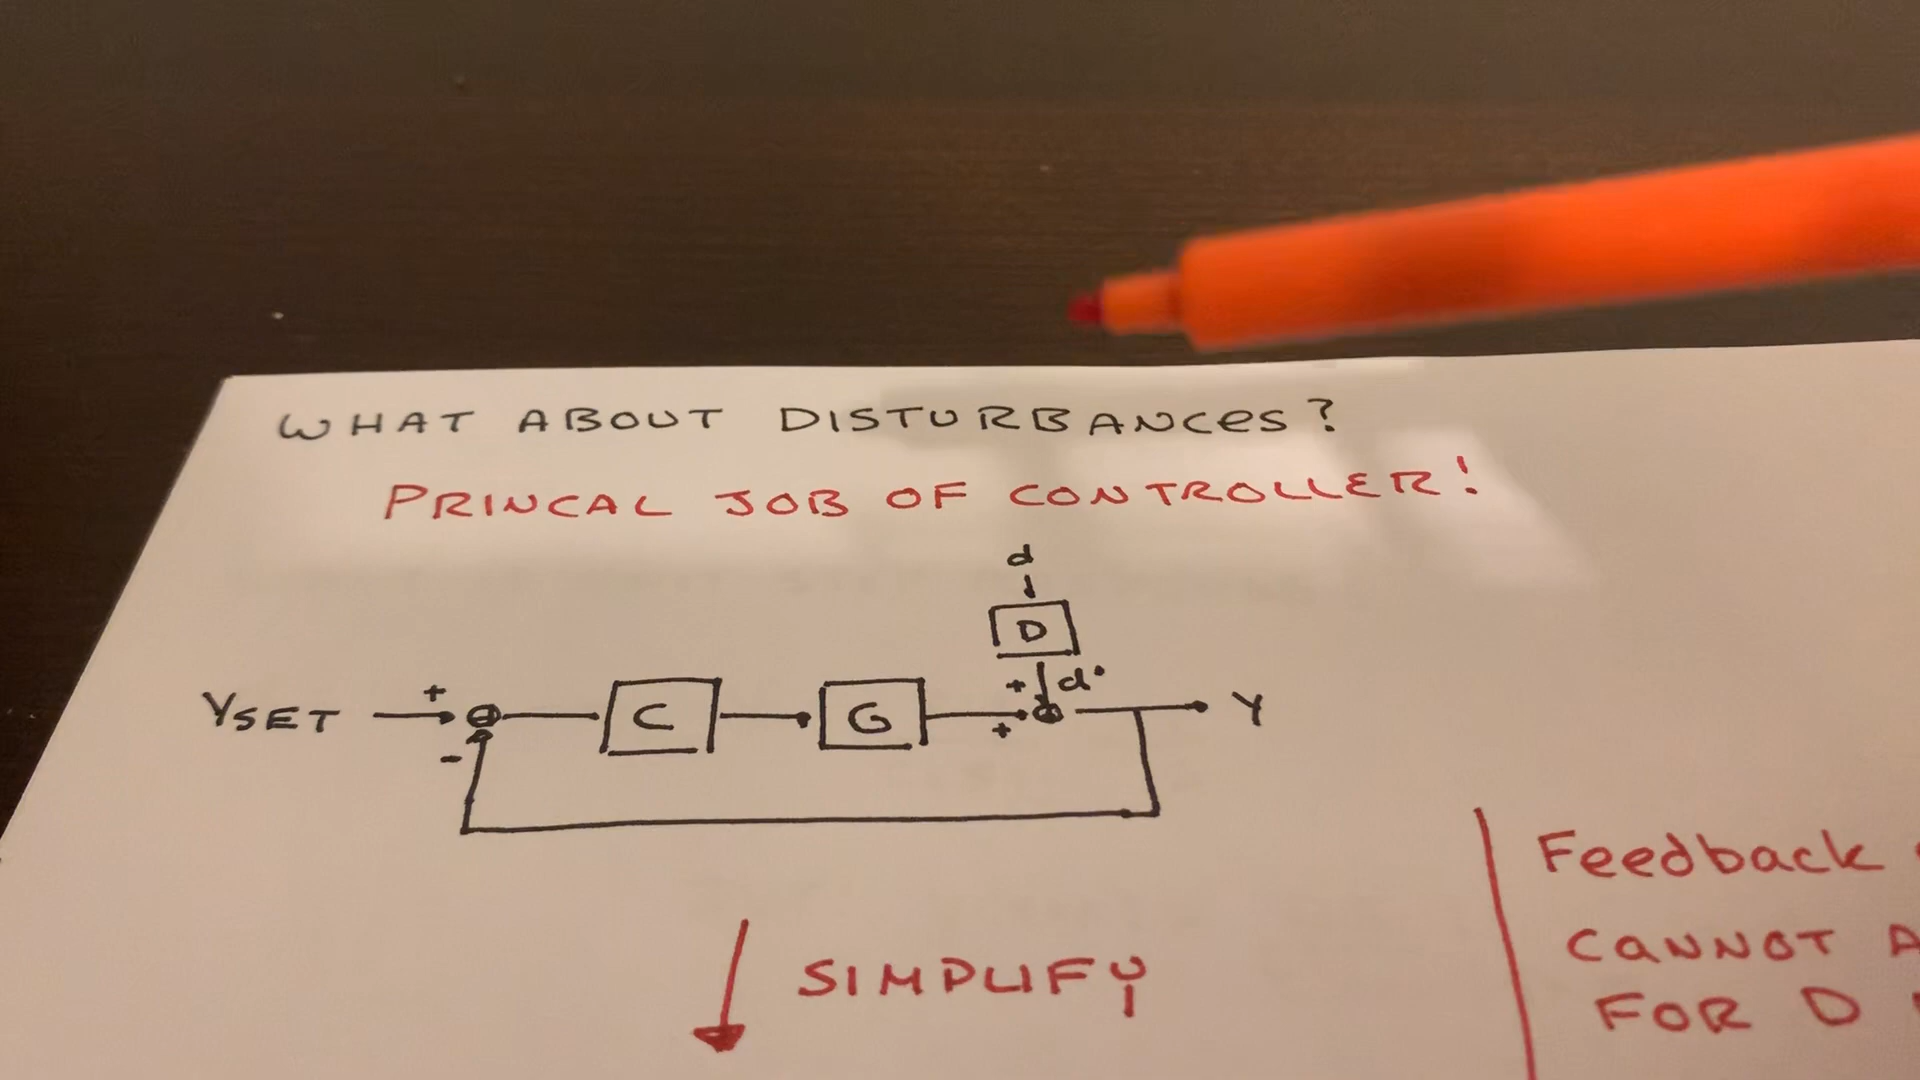 WHAT ABOUT DISTURBANCES?
PRINCAL JOB OF CONTROLLER!
d
D
+ d'
YSET + C G + Y
-
SIMPLIFY
Feedback
CANNOT A
FOR D